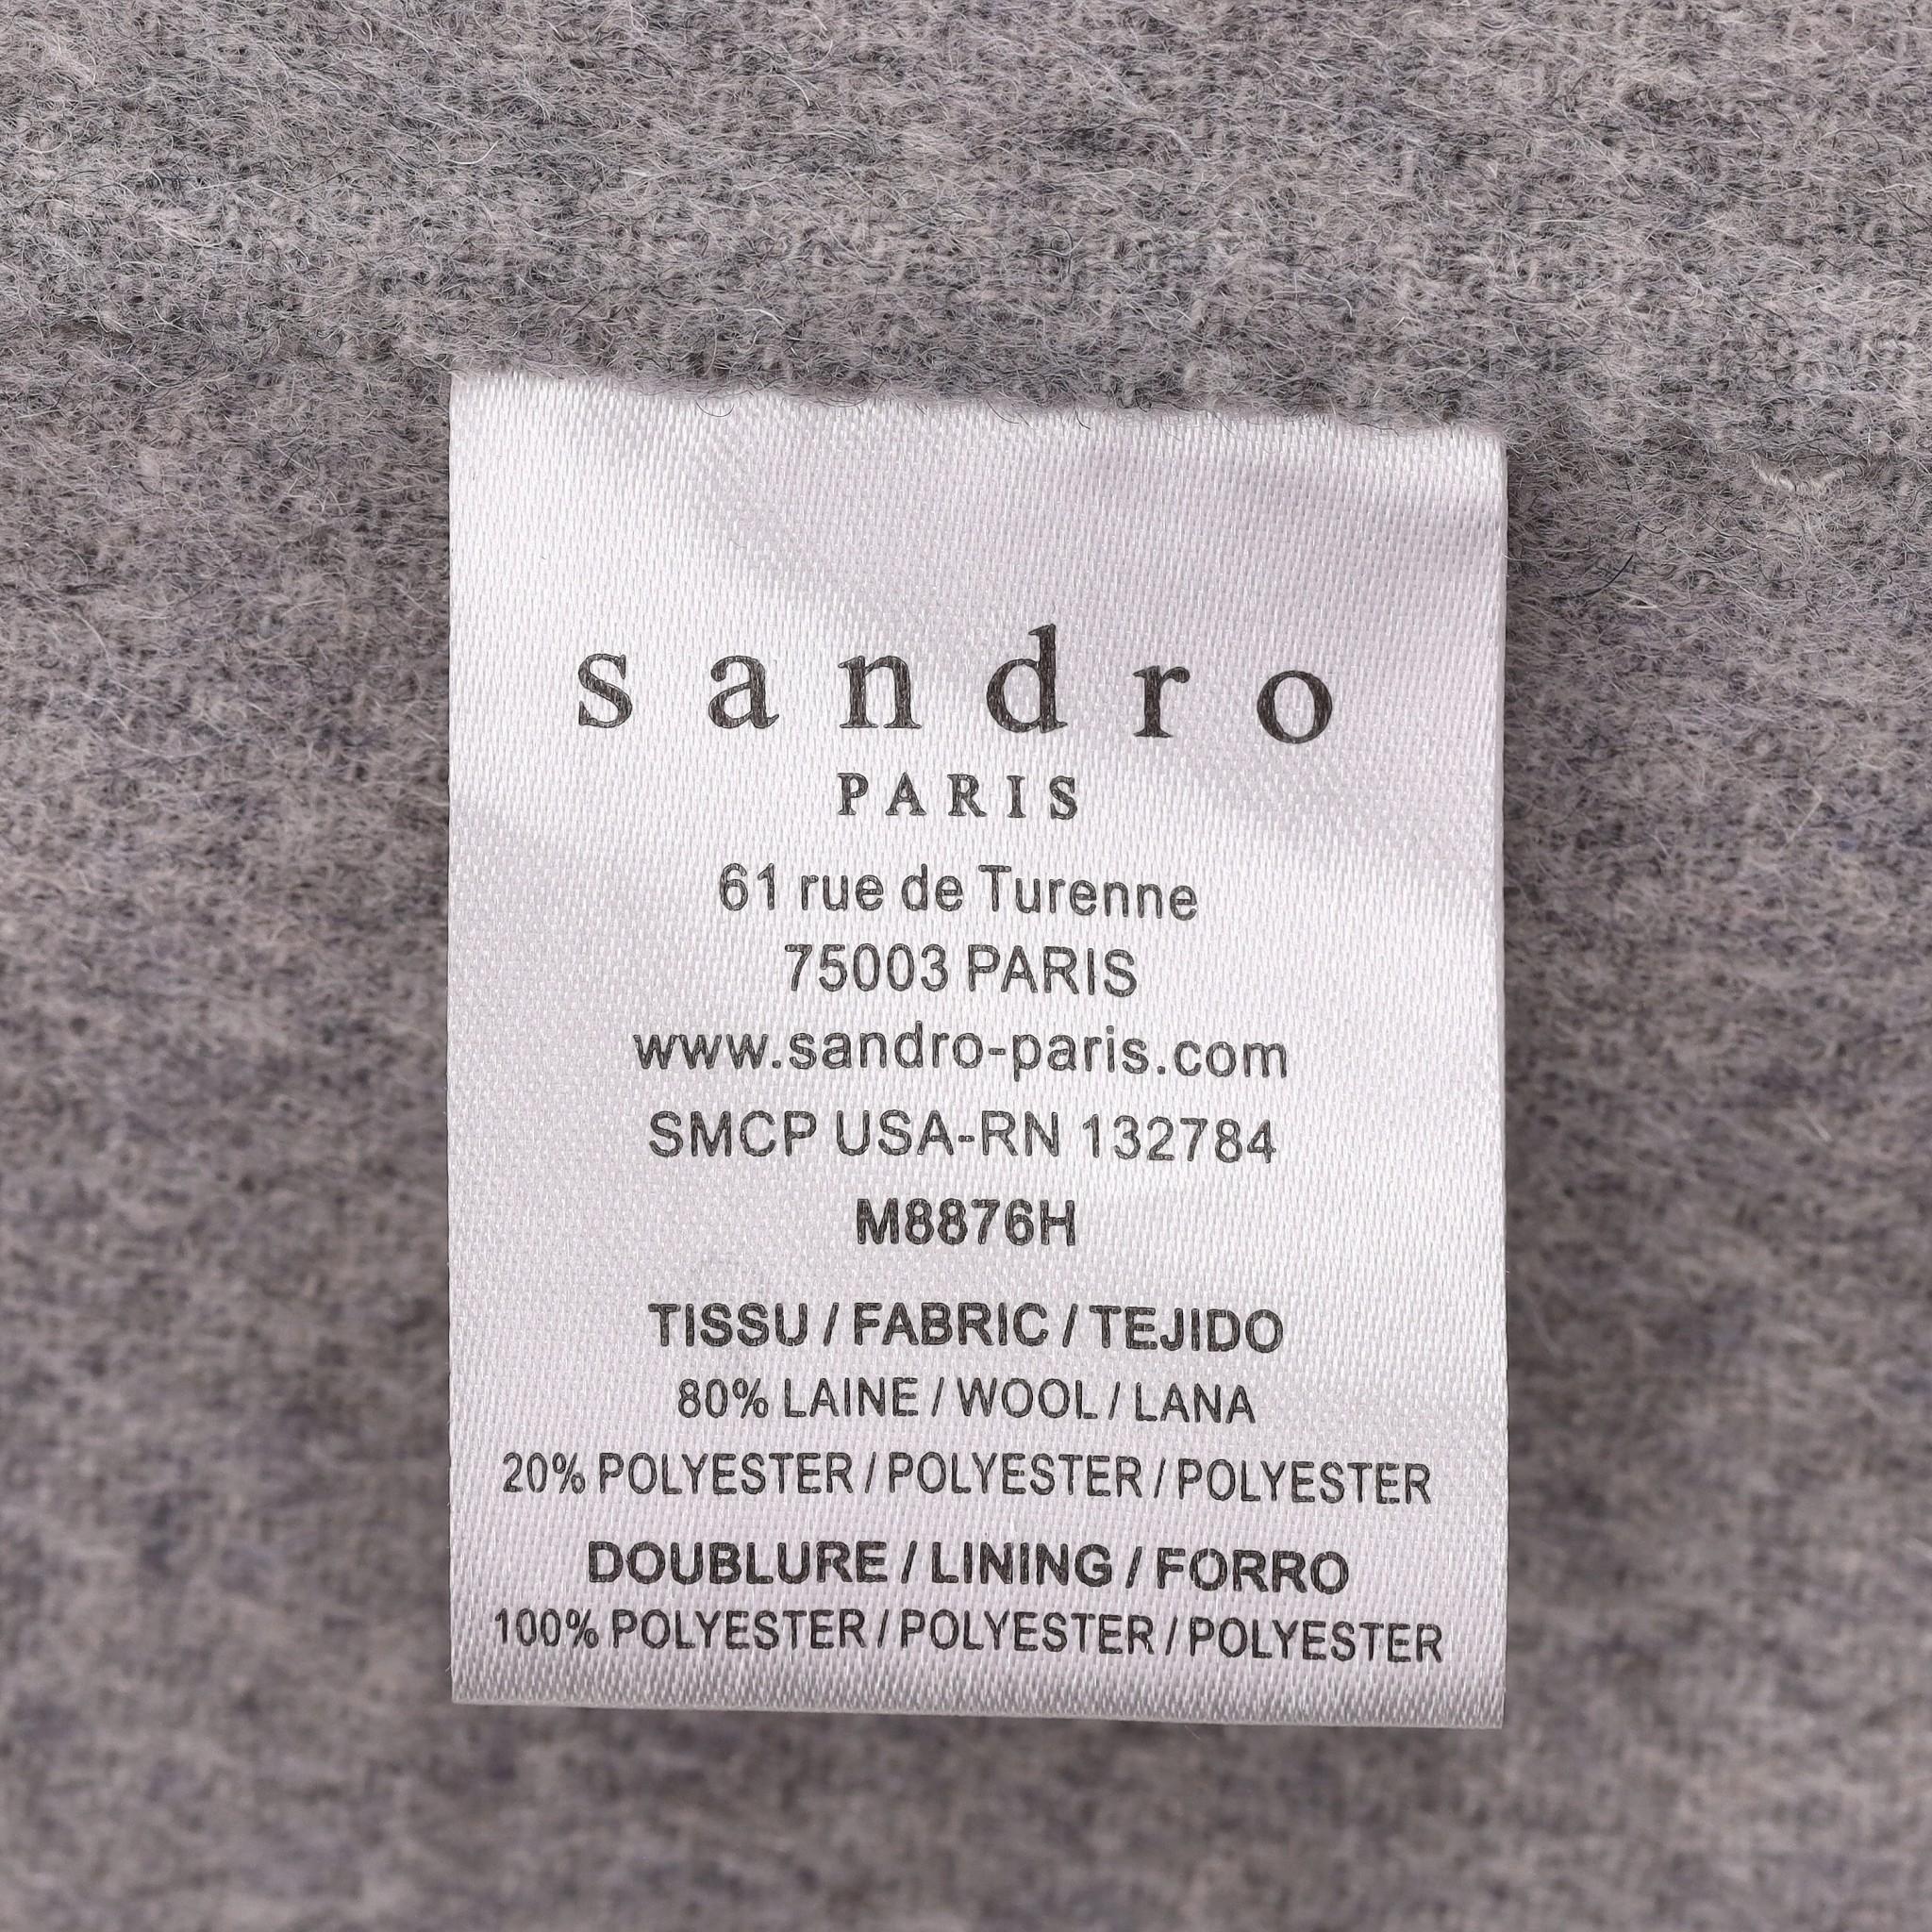 sandro
PARIS
61 rue de Turenne
75003 PARIS
www.sandro-paris.com
SMCP USA-RN 132784
M8876H
TISSU / FABRIC / TEJIDO
80% LAINE / WOOL / LANA
20% POLYESTER / POLYESTER / POLYESTER
DOUBLURE / LINING / FORRO
100% POLYESTER / POLYESTER / POLYESTER